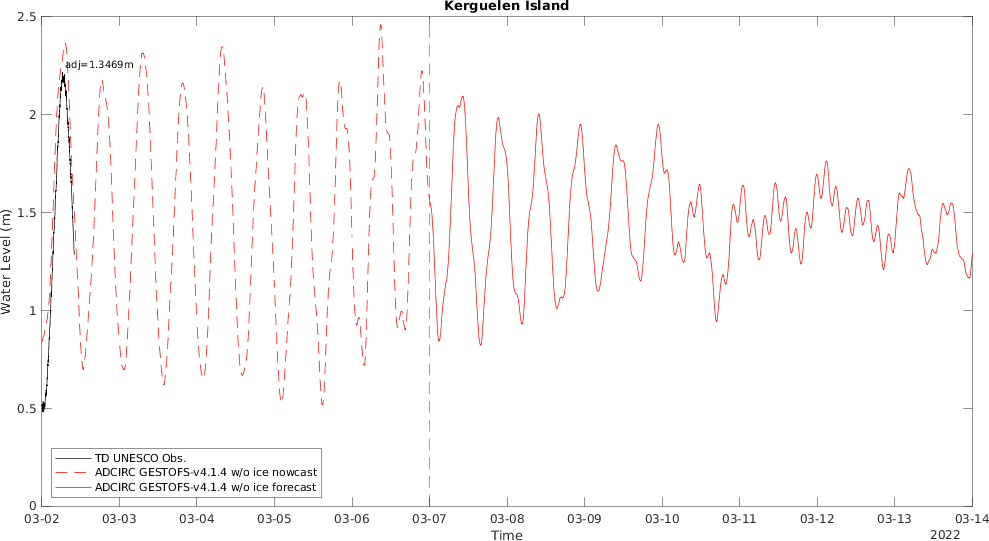 Kerguelen Island
2.5
2
1.5
1
0.5
0
Water Level (m)
adj=1.3469m
TD UNESCO Obs.
ADCIRC GESTOFS-v4.1.4 w/o ice nowcast
ADCIRC GESTOFS-v4.1.4 w/o ice forecast
03-02 03-03 03-04 03-05 03-06 03-07 03-08 03-09 03-10 03-11 03-12 03-13 03-14
Time
2022